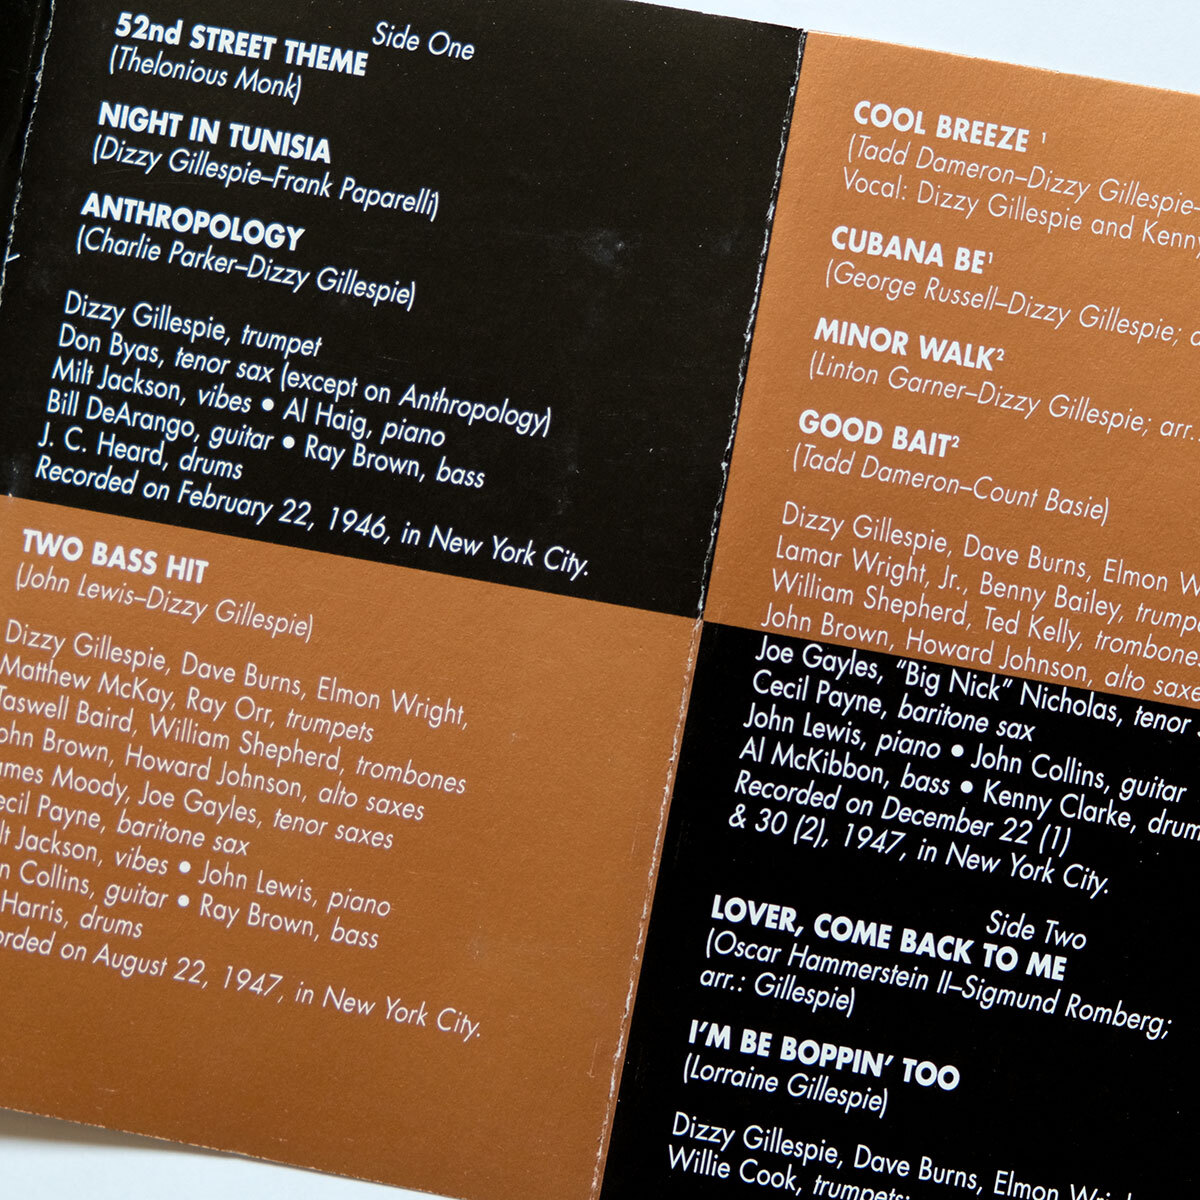 Side One
52nd STREET THEME
(Thelonious Monk)
NIGHT IN TUNISIA
(Dizzy Gillespie–Frank Paparelli)
ANTHROPOLOGY
(Charlie Parker–Dizzy Gillespie)
Dizzy Gillespie, trumpet
Don Byas, tenor sax (except on Anthropology)
Milt Jackson, vibes • Al Haig, piano
Bill DeArango, guitar • Ray Brown, bass
J. C. Heard, drums
Recorded on February 22, 1946, in New York City.
TWO BASS HIT
(John Lewis–Dizzy Gillespie)
Dizzy Gillespie, Dave Burns, Elmon Wright,
Matthew McKay, Ray Orr, trumpets
Taswell Baird, William Shepherd, trombones
John Brown, Howard Johnson, alto saxes
Moody, Joe Gayles, tenor saxes
Payne, baritone sax
Jackson, vibes • John Lewis, piano
Collins, guitar • Ray Brown, bass
Harris, drums
on August 22, 1947, in New York City.
COOL BREEZE ¹
(Tadd Dameron–Dizzy Gillespie–
Vocal: Dizzy Gillespie and Kenny
CUBANA BE¹
(George Russell–Dizzy Gillespie;
MINOR WALK²
(Linton Garner–Dizzy Gillespie; arr.
GOOD BAIT²
(Tadd Dameron–Count Basie)
Dizzy Gillespie, Dave Burns, Elmon
Lamar Wright, Jr., Benny Bailey,
William Shepherd, Ted Kelly, trombones
John Brown, Howard Johnson, alto saxes
Joe Gayles, “Big Nick” Nicholas, tenor
Cecil Payne, baritone sax
John Lewis, piano • John Collins, guitar
Al McKibbon, bass • Kenny Clarke,
Recorded on December 22 (1)
& 30 (2), 1947, in New York City.
Side Two
LOVER, COME BACK TO ME
(Oscar Hammerstein II–Sigmund Romberg;
arr.: Gillespie)
I’M BE BOPPIN’ TOO
(Lorraine Gillespie)
Dizzy Gillespie, Dave Burns, Elmon
Willie Cook, trumpets